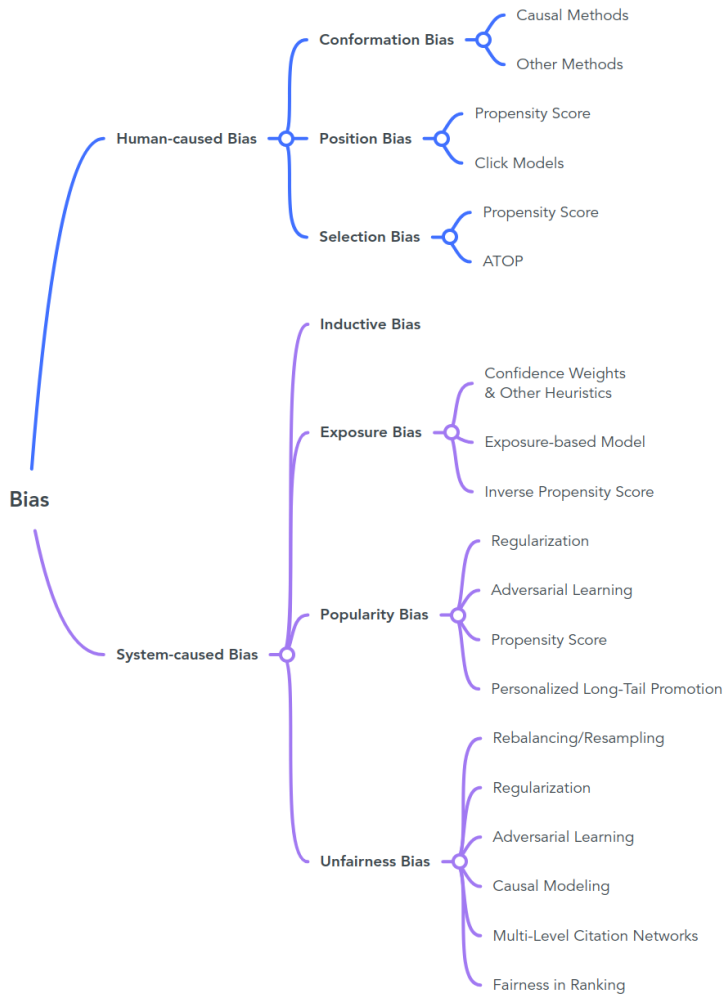 Bias
Human-caused Bias
Conformation Bias
Causal Methods
Other Methods
Position Bias
Propensity Score
Click Models
Selection Bias
Propensity Score
ATOP
System-caused Bias
Inductive Bias
Exposure Bias
Confidence Weights
& Other Heuristics
Exposure-based Model
Inverse Propensity Score
Popularity Bias
Regularization
Adversarial Learning
Propensity Score
Personalized Long-Tail Promotion
Unfairness Bias
Rebalancing/Resampling
Regularization
Adversarial Learning
Causal Modeling
Multi-Level Citation Networks
Fairness in Ranking